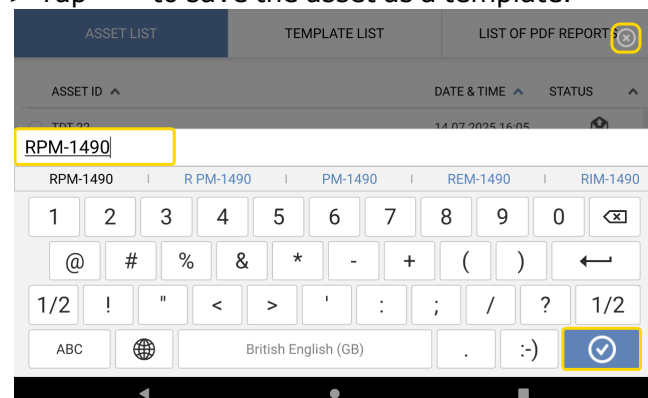 to save the asset as a template.
ASSET LIST TEMPLATE LIST LIST OF PDF REPORTS
ASSET ID DATE & TIME STATUS
TDT-22 14.07.2025 16:05
RPM-1490
RPM-1490 R PM-1490 PM-1490 REM-1490 RIM-1490
1 2 3 4 5 6 7 8 9 0
@ # % & * - + ( )
1/2 ! " < > ' : ; / ? 1/2
ABC British English (GB) . :-)